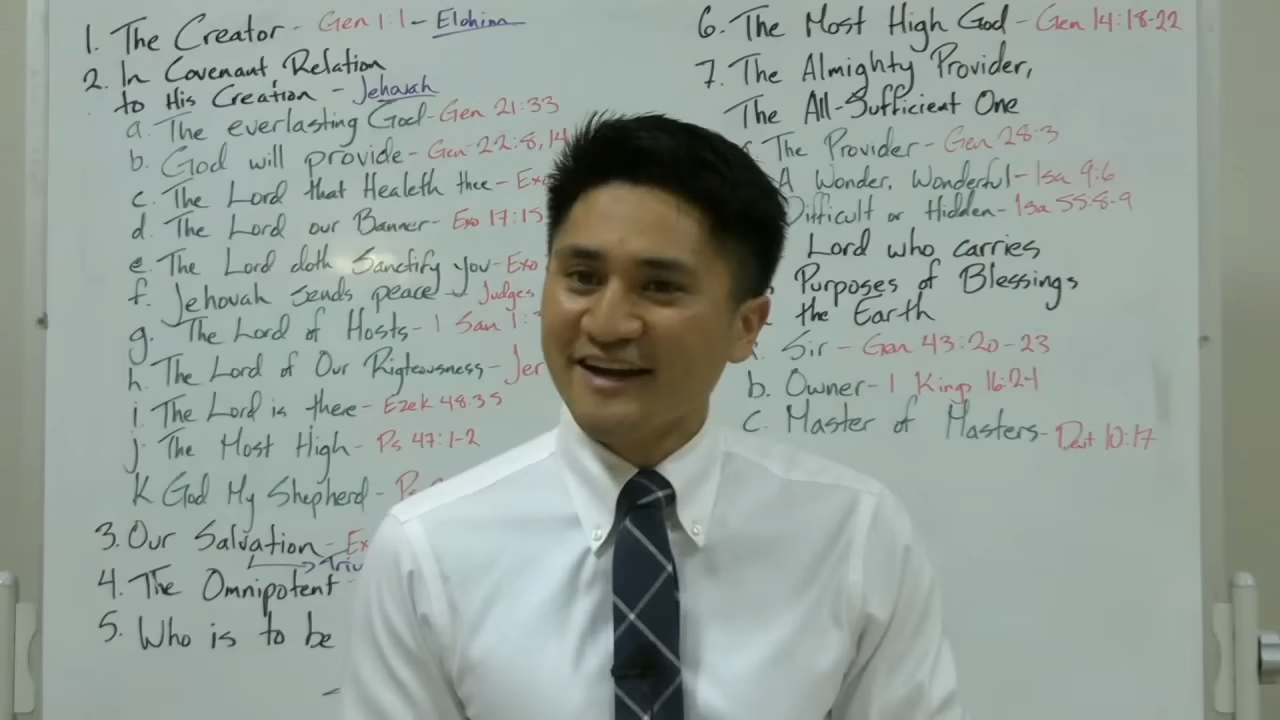 1. The Creator - Gen 1:1 - Elohim
2. In Covenant Relation
to His Creation - Jehovah
a. The everlasting God - Gen 21:33
b. God will provide - Gen 22:8,14
c. The Lord that Healeth thee - Exo
d. The Lord our Banner - Exo 17:15
e. The Lord doth Sanctify you - Exo
f. Jehovah sends peace - Judges
g. The Lord of Hosts - 1 Sam 1:
h. The Lord of Our Righteousness - Jer
i. The Lord is there - Ezek 48:35
j. The Most High - Ps 47:1-2
K God My Shepherd - Ps
3. Our Salvation - Ex
4. The Omnipotent
5. Who is to be
6. The Most High God - Gen 14:18-22
7. The Almighty Provider,
The All-Sufficient One
The Provider - Gen 28:3
A Wonder, Wonderful - Isa 9:6
Difficult or Hidden - Isa 55:8-9
Lord who carries
Purposes of Blessings
the Earth
Sir - Gen 43:20-23
b. Owner - 1 Kings 16:24
c. Master of Masters - Deut 10:17